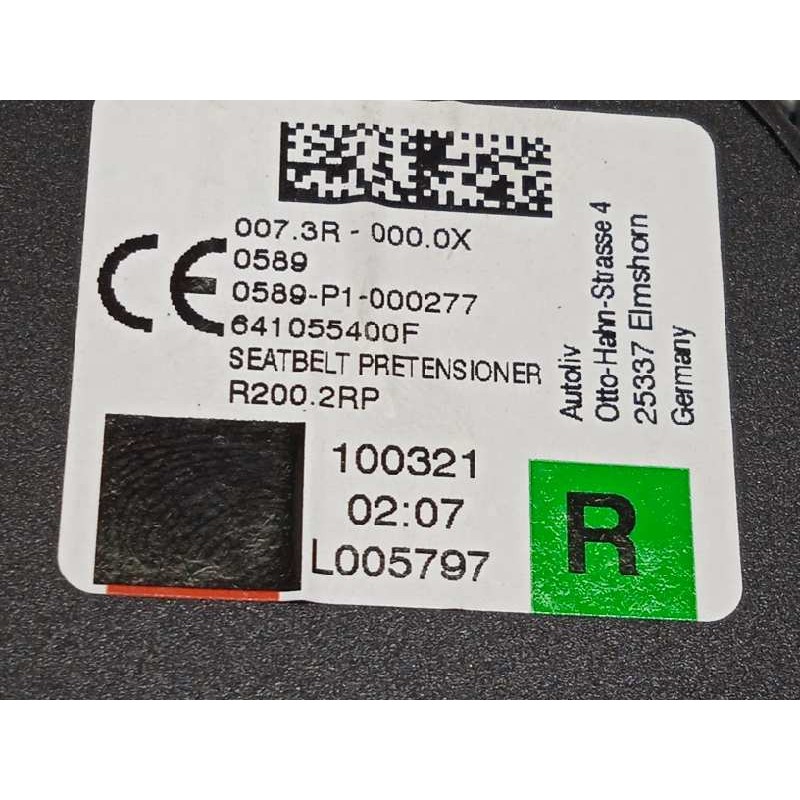 CE
007.3R - 000.0X
0589
0589-P1-000277
641055400F
SEATBELT PRETENSIONER
R200.2RP
Autoliv
Otto-Hahn-Strasse 4
25337 Elmshorn
Germany
100321
02:07
L005797
R